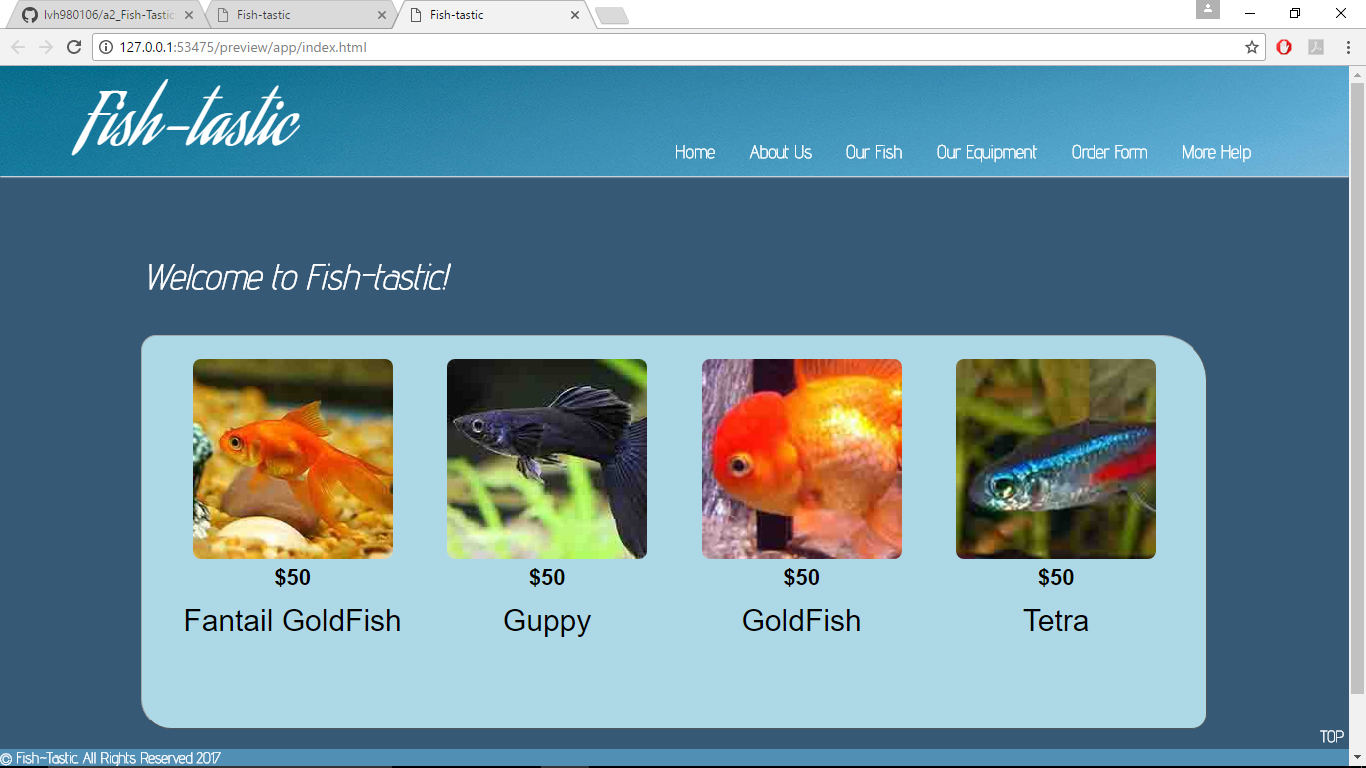 lvh980106/a2_Fish-Tastic
Fish-tastic
Fish-tastic
127.0.0.1:53475/preview/app/index.html
Fish-tastic
Home About Us Our Fish Our Equipment Order Form More Help
Welcome to Fish-tastic!
$50 $50 $50 $50
Fantail GoldFish Guppy GoldFish Tetra
TOP
© Fish-Tastic. All Rights Reserved 2017